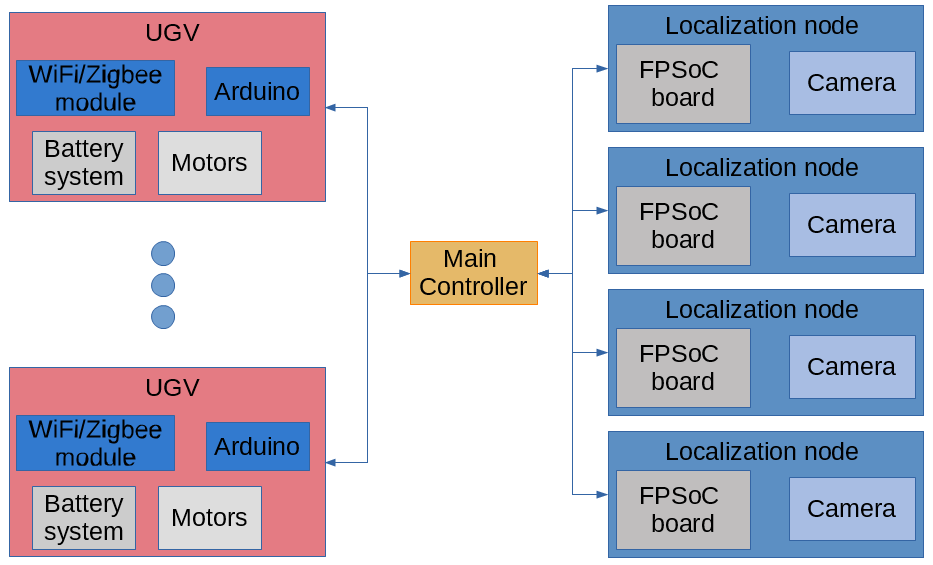 UGV
WiFi/Zigbee
module
Arduino
Battery
system
Motors
UGV
WiFi/Zigbee
module
Arduino
Battery
system
Motors
Main
Controller
Localization node
FPSoC
board
Camera
Localization node
FPSoC
board
Camera
Localization node
FPSoC
board
Camera
Localization node
FPSoC
board
Camera